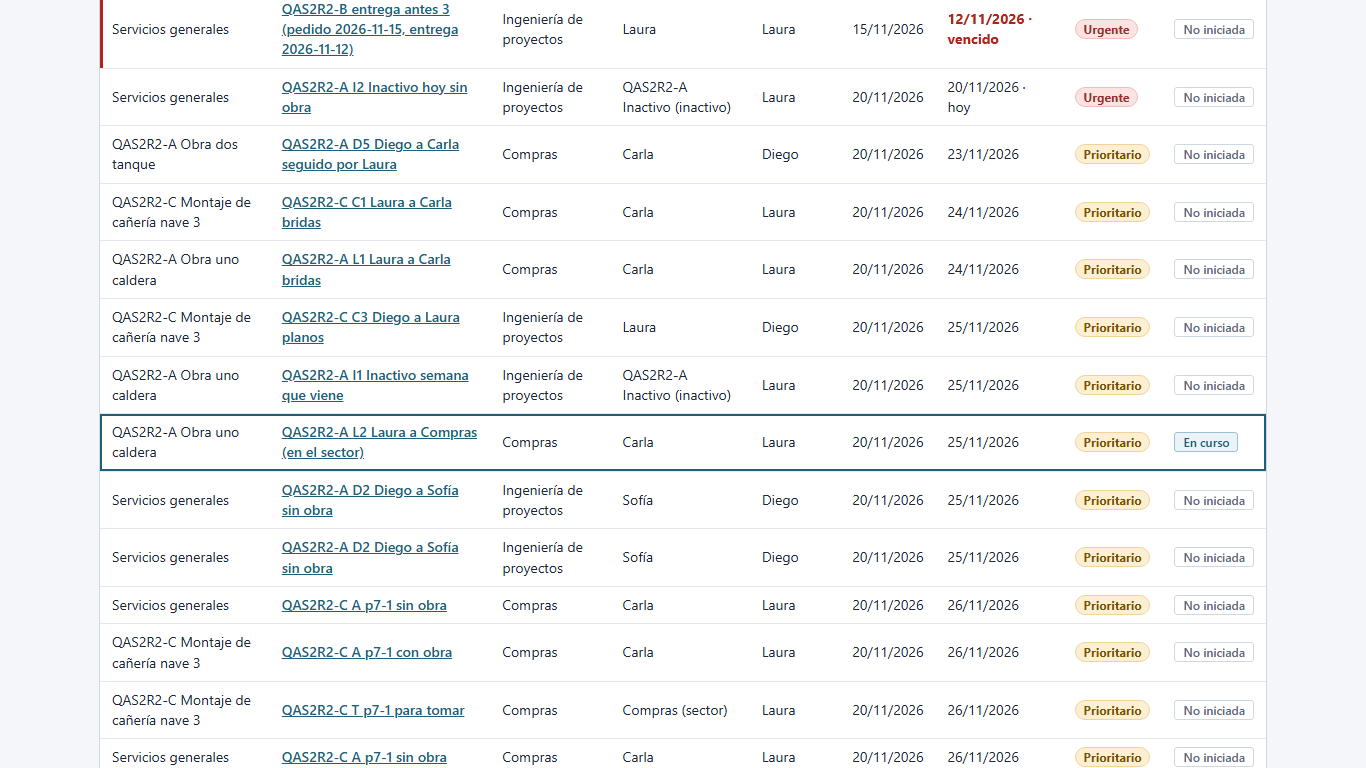 Servicios generales QAS2R2-B entrega antes 3 (pedido 2026-11-15, entrega 2026-11-12) Ingeniería de proyectos Laura Laura 15/11/2026 12/11/2026 · vencido Urgente No iniciada
Servicios generales QAS2R2-A I2 Inactivo hoy sin obra Ingeniería de proyectos QAS2R2-A Inactivo (inactivo) Laura 20/11/2026 20/11/2026 · hoy Urgente No iniciada
QAS2R2-A Obra dos tanque QAS2R2-A D5 Diego a Carla seguido por Laura Compras Carla Diego 20/11/2026 23/11/2026 Prioritario No iniciada
QAS2R2-C Montaje de cañería nave 3 QAS2R2-C C1 Laura a Carla bridas Compras Carla Laura 20/11/2026 24/11/2026 Prioritario No iniciada
QAS2R2-A Obra uno caldera QAS2R2-A L1 Laura a Carla bridas Compras Carla Laura 20/11/2026 24/11/2026 Prioritario No iniciada
QAS2R2-C Montaje de cañería nave 3 QAS2R2-C C3 Diego a Laura planos Ingeniería de proyectos Laura Diego 20/11/2026 25/11/2026 Prioritario No iniciada
QAS2R2-A Obra uno caldera QAS2R2-A I1 Inactivo semana que viene Ingeniería de proyectos QAS2R2-A Inactivo (inactivo) Laura 20/11/2026 25/11/2026 Prioritario No iniciada
QAS2R2-A Obra uno caldera QAS2R2-A L2 Laura a Compras (en el sector) Compras Carla Laura 20/11/2026 25/11/2026 Prioritario En curso
Servicios generales QAS2R2-A D2 Diego a Sofía sin obra Ingeniería de proyectos Sofía Diego 20/11/2026 25/11/2026 Prioritario No iniciada
Servicios generales QAS2R2-A D2 Diego a Sofía sin obra Ingeniería de proyectos Sofía Diego 20/11/2026 25/11/2026 Prioritario No iniciada
Servicios generales QAS2R2-C A p7-1 sin obra Compras Carla Laura 20/11/2026 26/11/2026 Prioritario No iniciada
QAS2R2-C Montaje de cañería nave 3 QAS2R2-C A p7-1 con obra Compras Carla Laura 20/11/2026 26/11/2026 Prioritario No iniciada
QAS2R2-C Montaje de cañería nave 3 QAS2R2-C T p7-1 para tomar Compras Compras (sector) Laura 20/11/2026 26/11/2026 Prioritario No iniciada
Servicios generales QAS2R2-C A p7-1 sin obra Compras Carla Laura 20/11/2026 26/11/2026 Prioritario No iniciada